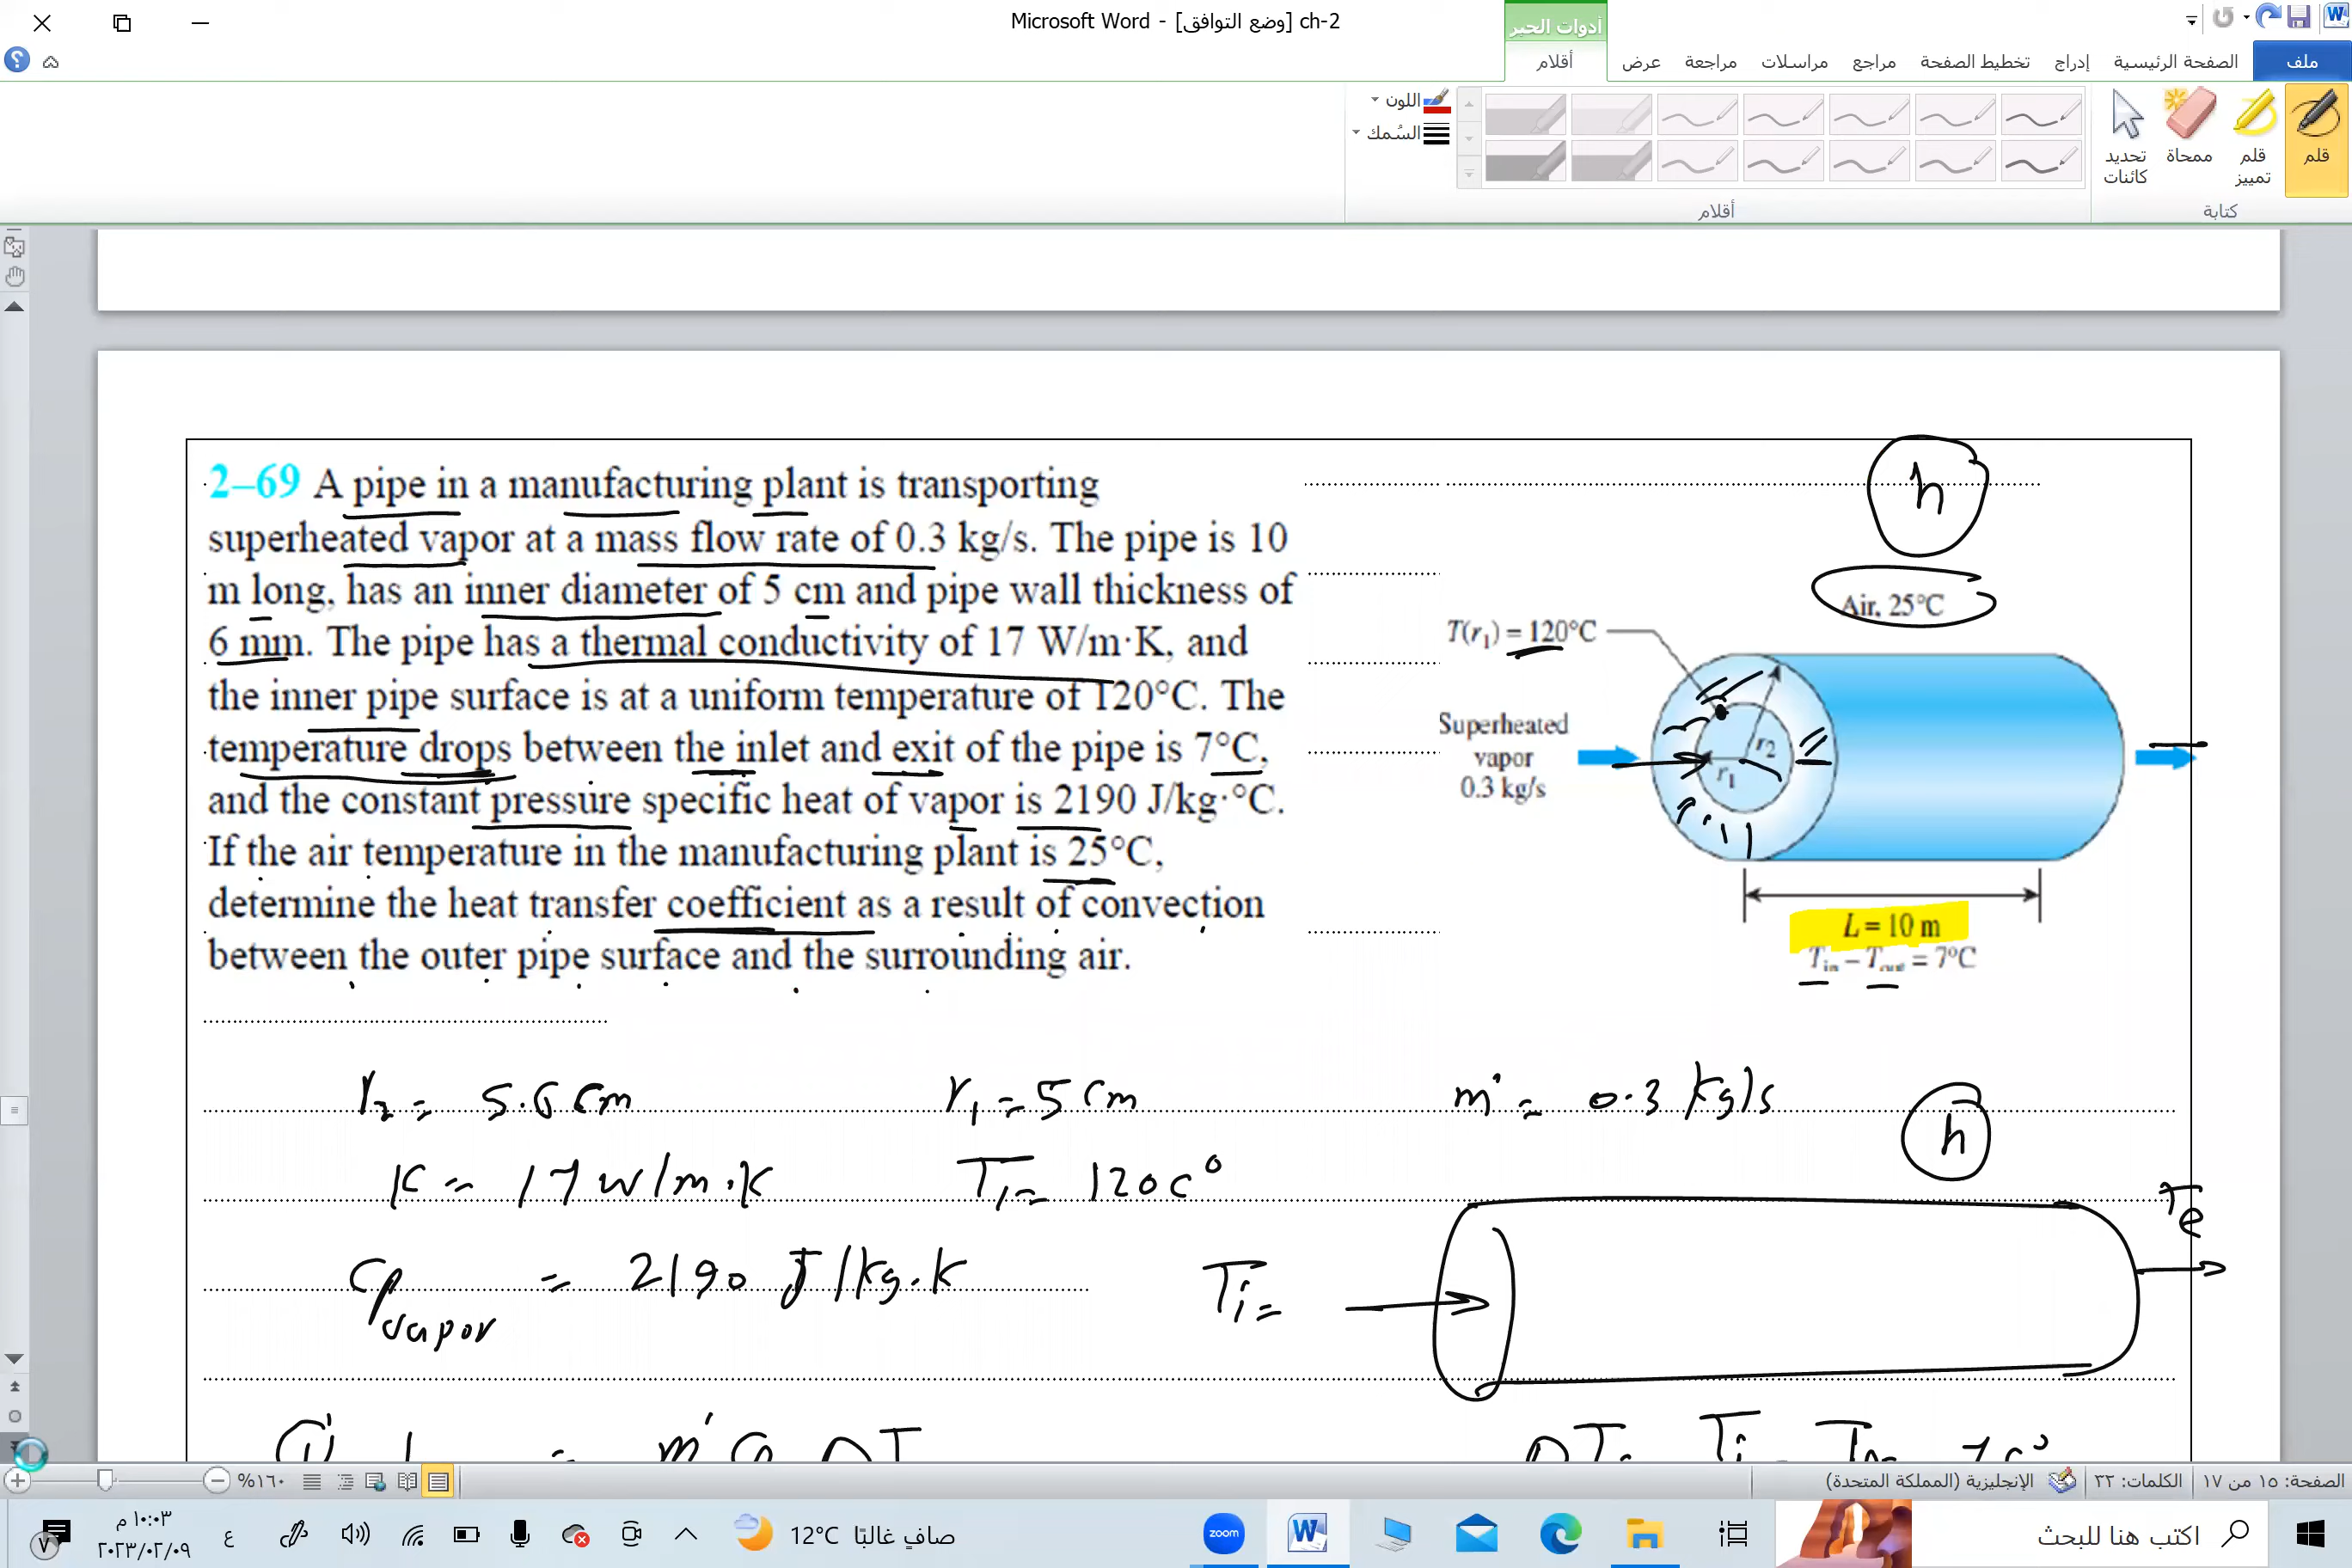 ch-2 [وضع التوافق] - Microsoft Word
أدوات الحبر
ملف
الصفحة الرئيسية
إدراج
تخطيط الصفحة
مراجع
مراسلات
مراجعة
عرض
أقلام
قلم
قلم تمييز
ممحاة
تحديد كائنات
اللون
السُمك
كتابة
أقلام
2–69 A pipe in a manufacturing plant is transporting
superheated vapor at a mass flow rate of 0.3 kg/s. The pipe is 10
m long, has an inner diameter of 5 cm and pipe wall thickness of
6 mm. The pipe has a thermal conductivity of 17 W/m·K, and
the inner pipe surface is at a uniform temperature of 120°C. The
temperature drops between the inlet and exit of the pipe is 7°C,
and the constant pressure specific heat of vapor is 2190 J/kg·°C.
If the air temperature in the manufacturing plant is 25°C,
determine the heat transfer coefficient as a result of convection
between the outer pipe surface and the surrounding air.
h
Air, 25°C
T(r1) = 120°C
Superheated
vapor
0.3 kg/s
r2
r1
L = 10 m
Tin – Tout = 7°C
r2 = 5.6 cm r1 = 5 cm m· = 0.3 kg/s
h
K = 17 W/m.K T1 = 120 c°
Te
Cp vapor = 2190 J/kg.K Ti =
الصفحة: ١٥ من ١٧
الكلمات: ٣٢
الإنجليزية (المملكة المتحدة)
%١٦٠
اكتب هنا للبحث
zoom
12°C صافٍ غالبًا
ع
١٠:٠٣ م
٢٠٢٣/٠٢/٠٩
٧